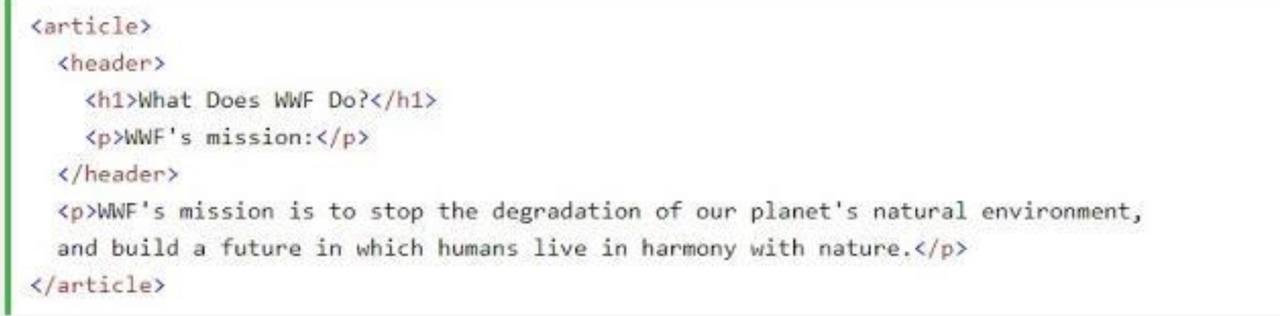 <article>
<header>
<h1>What Does WWF Do?</h1>
<p>WWF's mission:</p>
</header>
<p>WWF's mission is to stop the degradation of our planet's natural environment,
and build a future in which humans live in harmony with nature.</p>
</article>